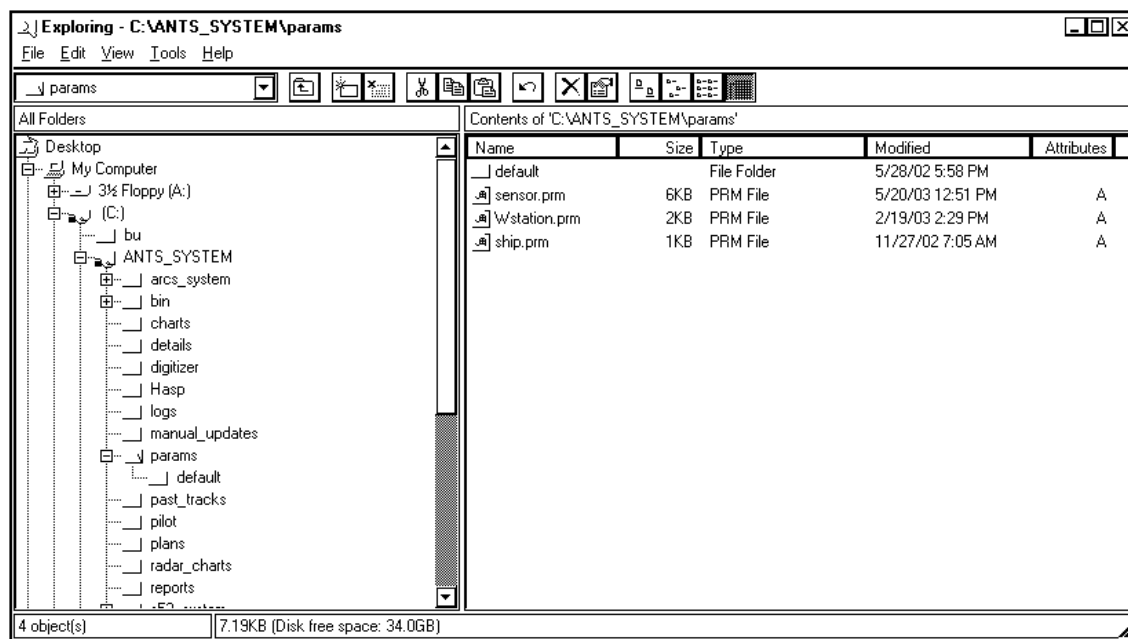 Exploring - C:\ANTS_SYSTEM\params
File Edit View Tools Help
params
All Folders
Contents of 'C:\ANTS_SYSTEM\params'
Desktop
My Computer
3½ Floppy (A:)
(C:)
bu
ANTS_SYSTEM
arcs_system
bin
charts
details
digitizer
Hasp
logs
manual_updates
params
default
past_tracks
pilot
plans
radar_charts
reports
Name Size Type Modified Attributes
default File Folder 5/28/02 5:58 PM
sensor.prm 6KB PRM File 5/20/03 12:51 PM A
Wstation.prm 2KB PRM File 2/19/03 2:29 PM A
ship.prm 1KB PRM File 11/27/02 7:05 AM A
4 object(s) 7.19KB (Disk free space: 34.0GB)